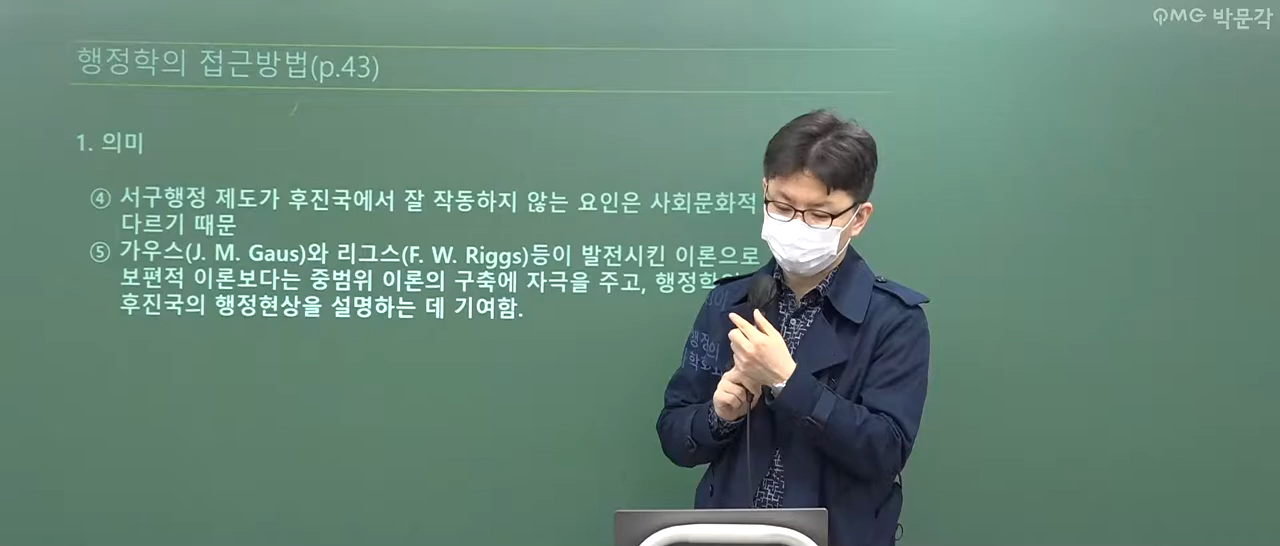 PMG 박문각
행정학의 접근방법(p.43)
1. 의미
④ 서구행정 제도가 후진국에서 잘 작동하지 않는 요인은 사회문화적
다르기 때문
⑤ 가우스(J. M. Gaus)와 리그스(F. W. Riggs)등이 발전시킨 이론으로
보편적 이론보다는 중범위 이론의 구축에 자극을 주고,
후진국의 행정현상을 설명하는 데 기여함.
행정의